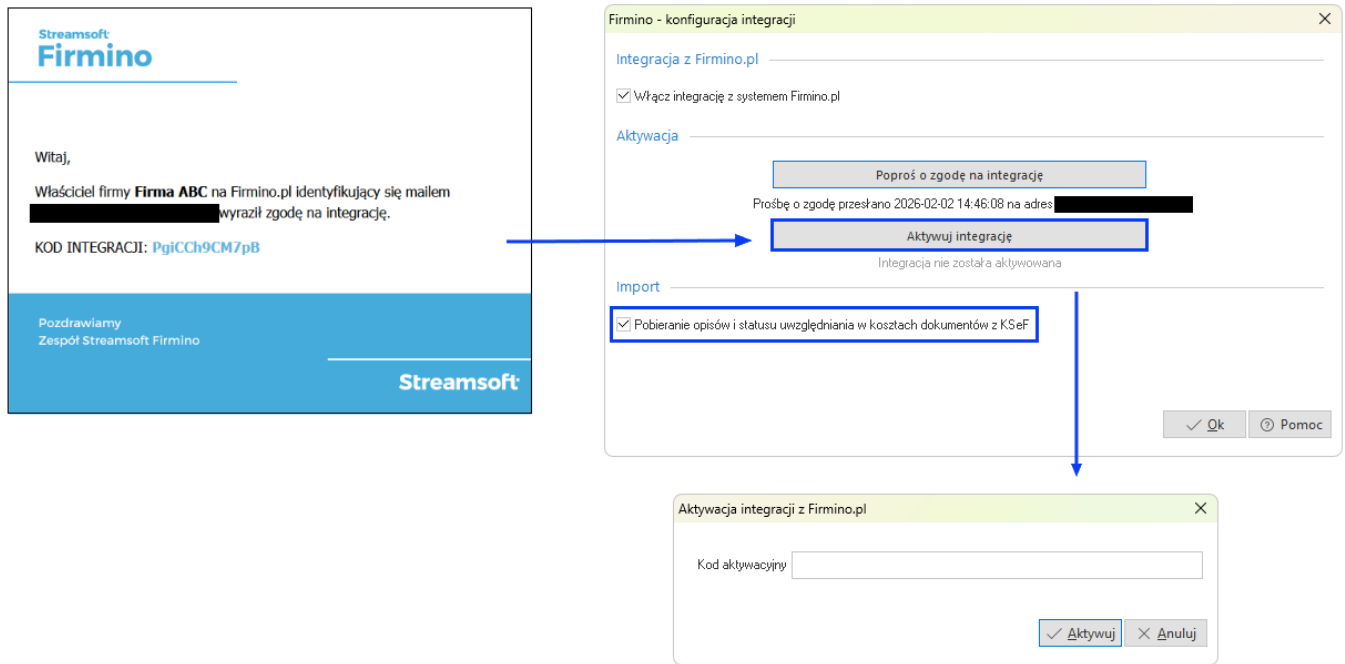 Streamsoft
Firmino
Witaj,
Właściciel firmy Firma ABC na Firmino.pl identyfikujący się mailem
wyraził zgodę na integrację.
KOD INTEGRACJI: PgiCCh9CM7pB
Pozdrawiamy
Zespół Streamsoft Firmino
Streamsoft
Firmino - konfiguracja integracji
Integracja z Firmino.pl
Włącz integrację z systemem Firmino.pl
Aktywacja
Poproś o zgodę na integrację
Prośbę o zgodę przesłano 2026-02-02 14:46:08 na adres
Aktywuj integrację
Integracja nie została aktywowana
Import
Pobieranie opisów i statusu uwzględniania w kosztach dokumentów z KSeF
Ok
Pomoc
Aktywacja integracji z Firmino.pl
Kod aktywacyjny
Aktywuj
Anuluj